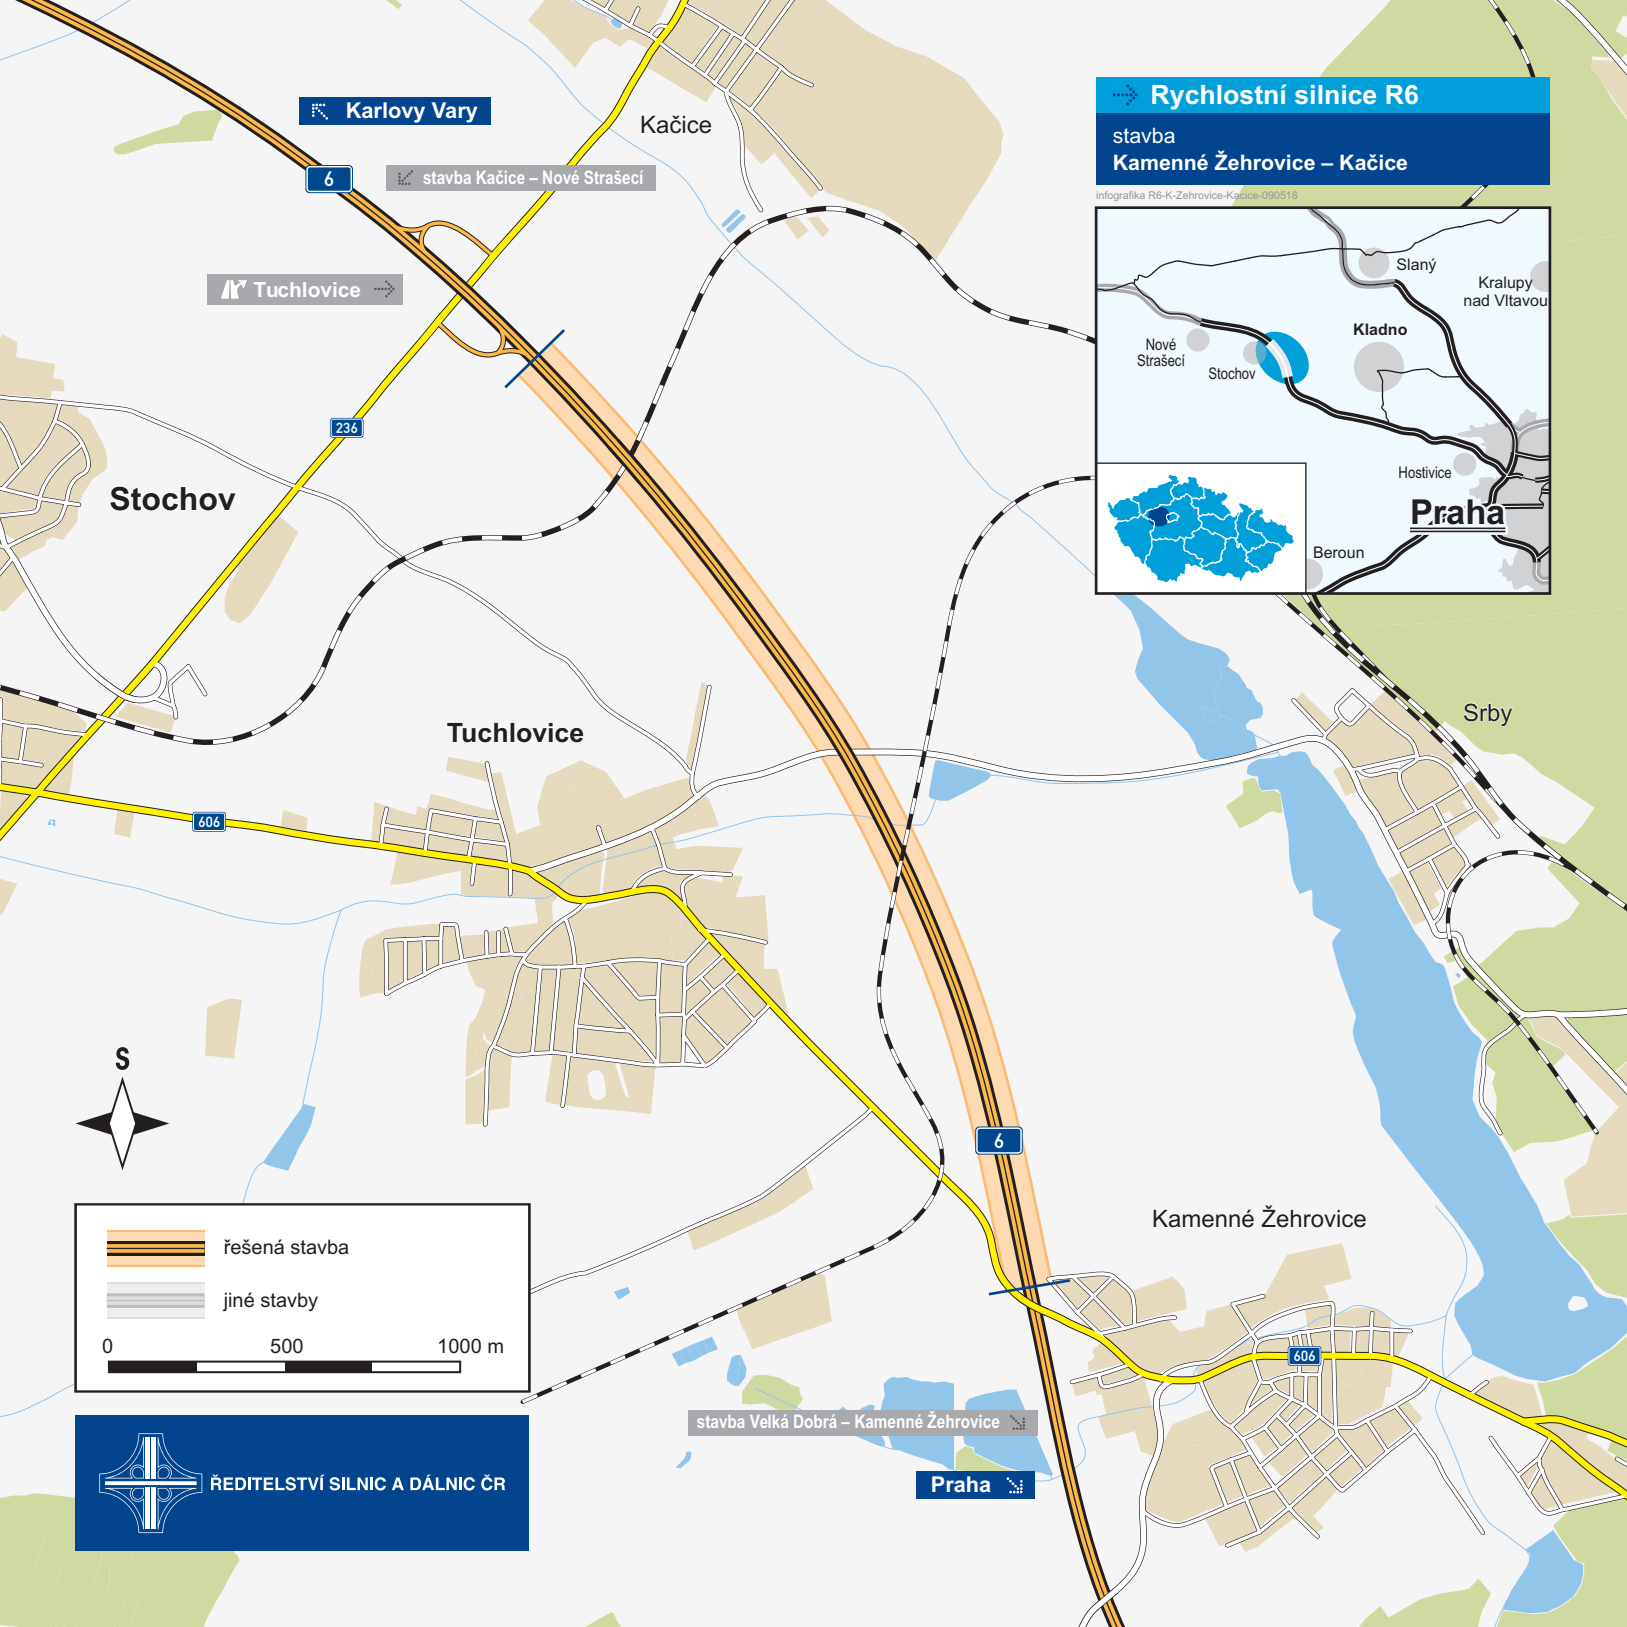 Rychlostní silnice R6
stavba
Kamenné Žehrovice – Kačice
infografika R6-K-Zehrovice-Kacice-090518
Karlovy Vary
Kačice
6
stavba Kačice – Nové Strašecí
Tuchlovice
236
Stochov
Slaný
Kralupy
nad Vltavou
Kladno
Nové
Strašecí
Stochov
Hostivice
Praha
Beroun
Srby
Tuchlovice
606
S
6
Kamenné Žehrovice
606
řešená stavba
jiné stavby
0 500 1000 m
stavba Velká Dobrá – Kamenné Žehrovice
Praha
ŘEDITELSTVÍ SILNIC A DÁLNIC ČR